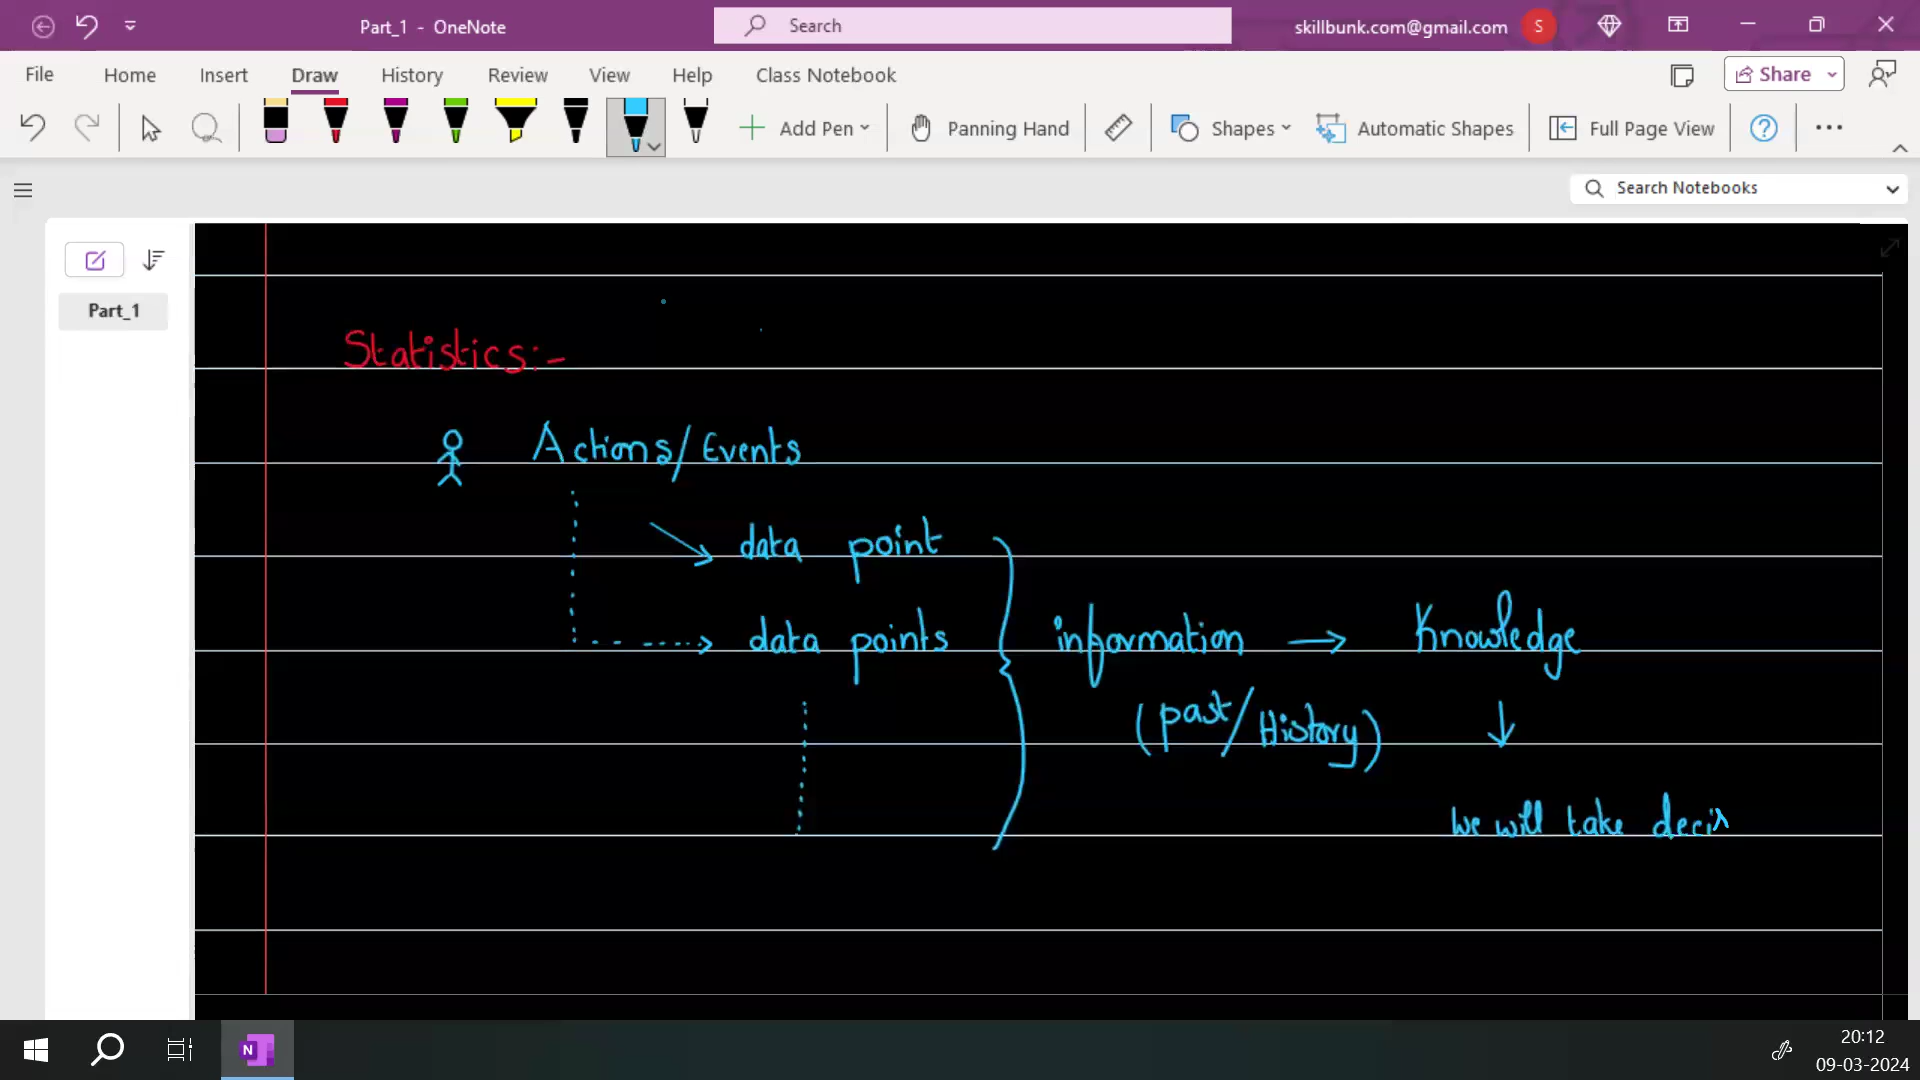 Part_1 - OneNote
Search
skillbunk.com@gmail.com
S
File Home Insert Draw History Review View Help Class Notebook
Share
Add Pen
Panning Hand
Shapes
Automatic Shapes
Full Page View
Search Notebooks
Part_1
Statistics:-
Actions/Events
data point
data points
information → Knowledge
(past/History)
↓
We will take decis
N
20:12
09-03-2024